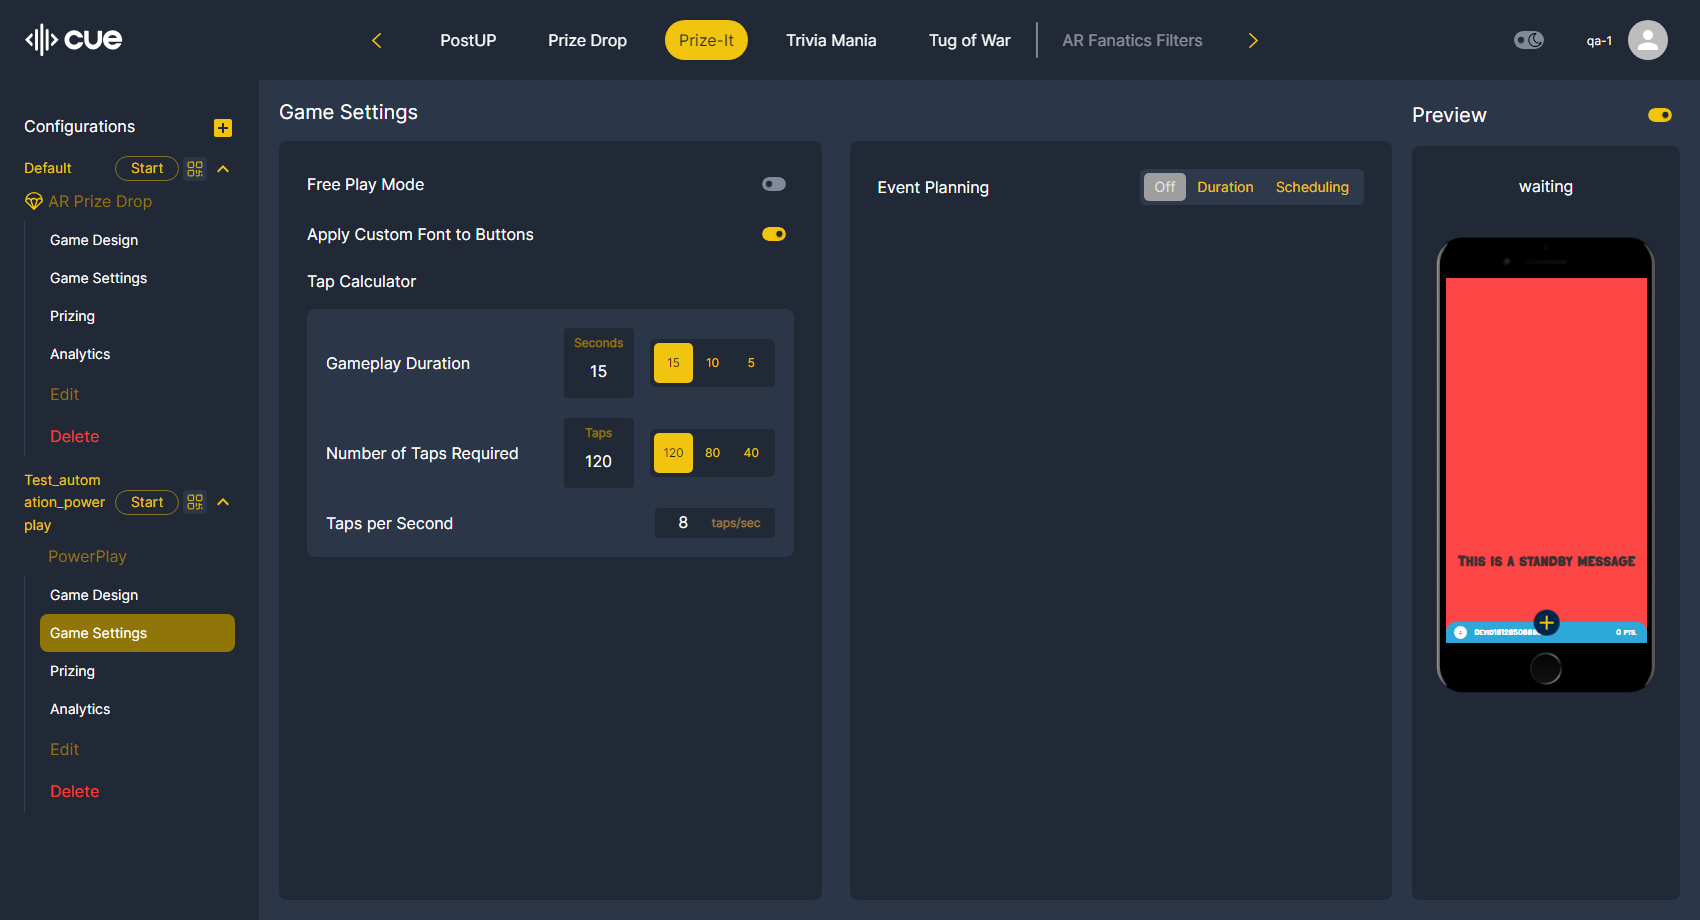 cue
PostUP
Prize Drop
Prize-It
Trivia Mania
Tug of War
AR Fanatics Filters
qa-1
Configurations
Default
Start
AR Prize Drop
Game Design
Game Settings
Prizing
Analytics
Edit
Delete
Test_autom
ation_power
play
Start
PowerPlay
Game Design
Game Settings
Prizing
Analytics
Edit
Delete
Game Settings
Free Play Mode
Apply Custom Font to Buttons
Tap Calculator
Gameplay Duration
Seconds
15
15 10 5
Number of Taps Required
Taps
120
120 80 40
Taps per Second
8 taps/sec
Event Planning
Off Duration Scheduling
Preview
waiting
This is a standby message
0 pts.